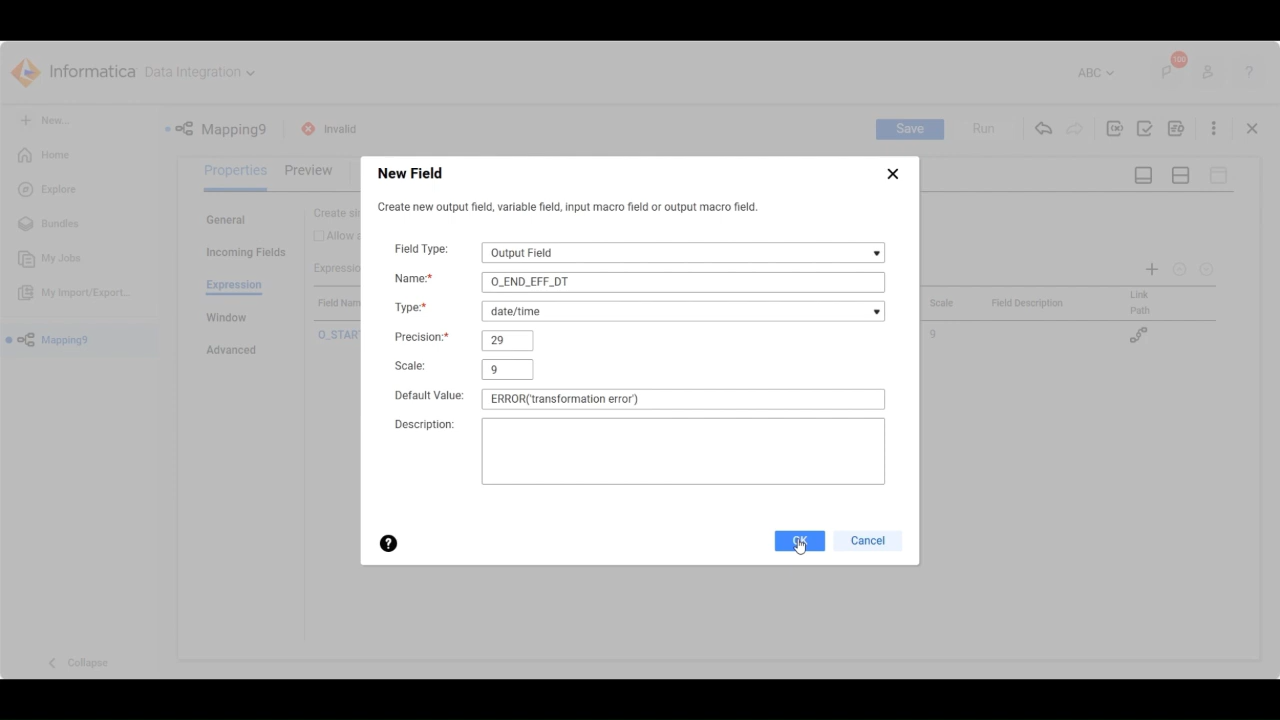 Informatica Data Integration
ABC
100
?
New...
Home
Explore
Bundles
My Jobs
My Import/Export...
Mapping9
Collapse
Mapping9
Invalid
Save
Run
Properties
Preview
General
Incoming Fields
Expression
Window
Advanced
New Field
Create new output field, variable field, input macro field or output macro field.
Field Type:
Output Field
Name:*
O_END_EFF_DT
Type:*
date/time
Precision:*
29
Scale:
9
Default Value:
ERROR('transformation error')
Description:
?
OK
Cancel
Allow
Field Nam
O_STAR
Scale
Field Description
Link
Path
9